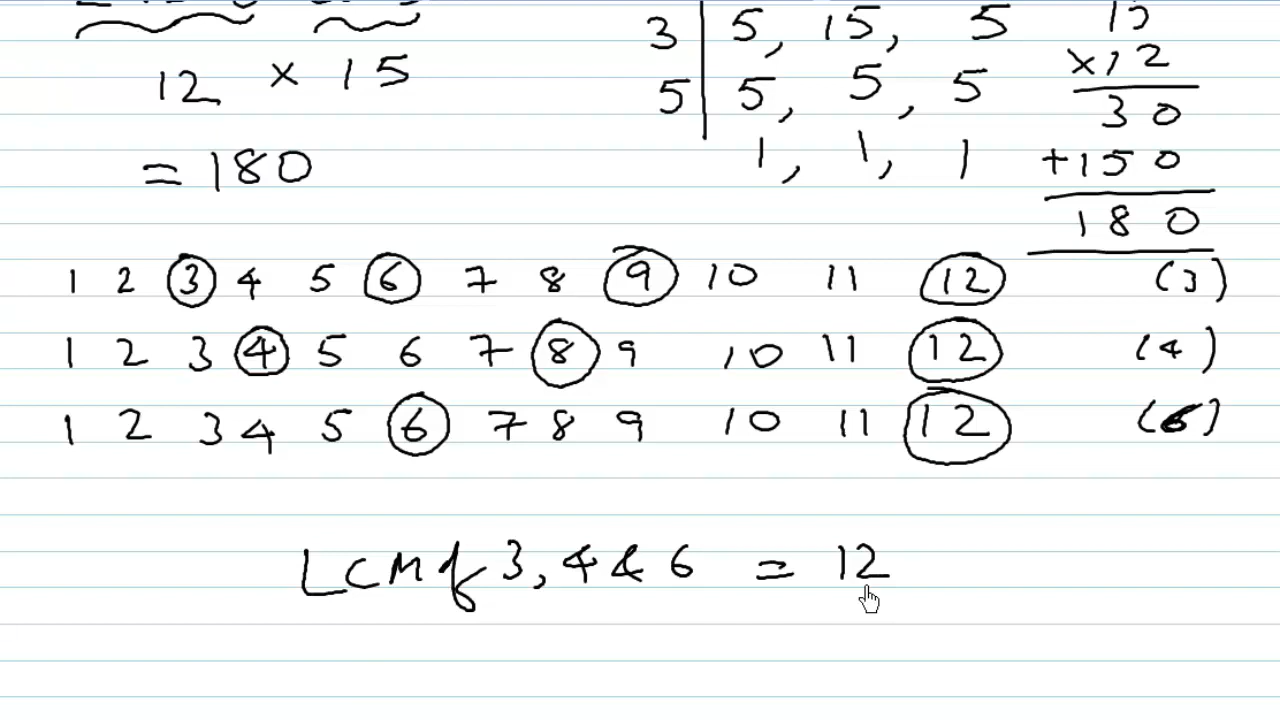 12 × 15
= 180
3 | 5, 15, 5
5 | 5, 5, 5
1, 1, 1
15
×12
30
+150
180
1 2 3 4 5 6 7 8 9 10 11 12 (3)
1 2 3 4 5 6 7 8 9 10 11 12 (4)
1 2 3 4 5 6 7 8 9 10 11 12 (6)
LCM of 3, 4 & 6 = 12